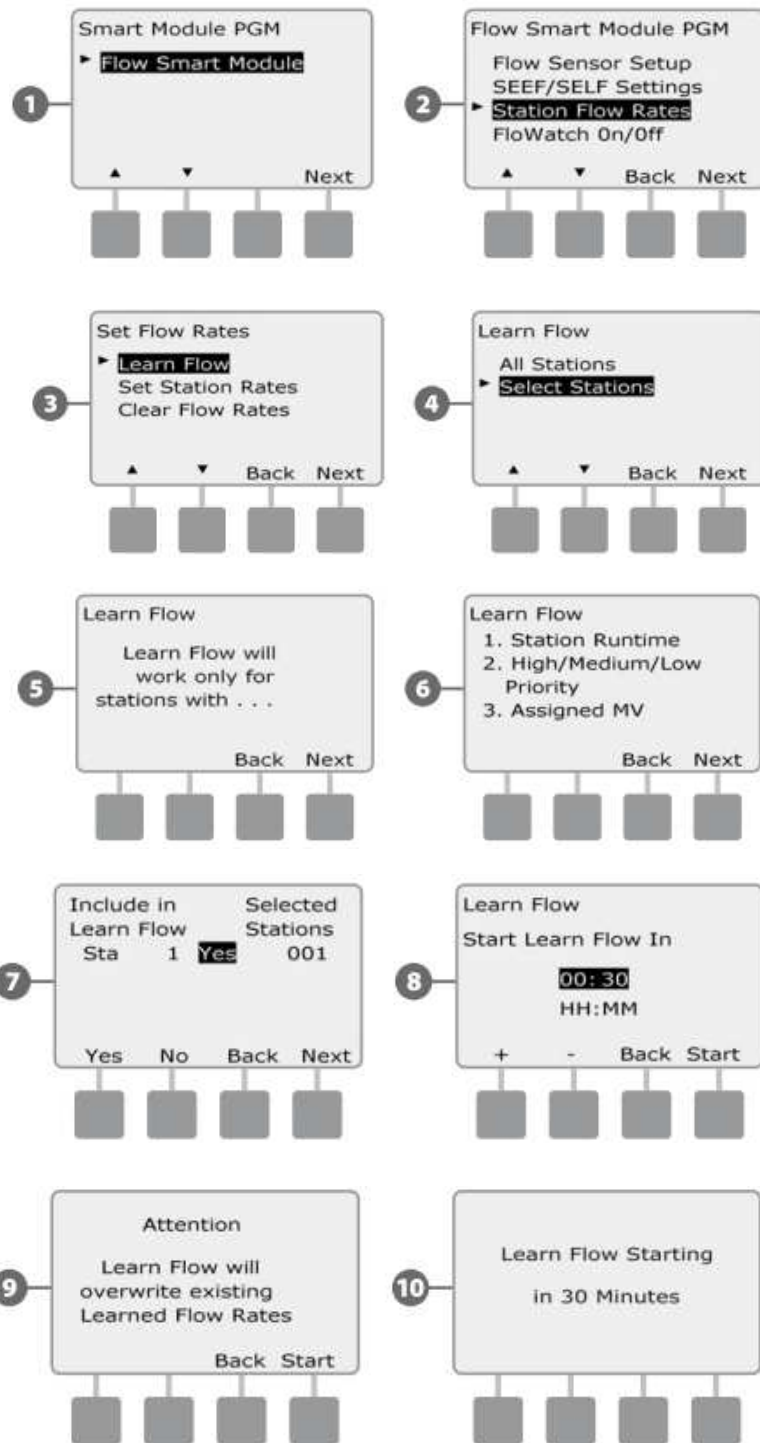 Smart Module PGM
► Flow Smart Module
1
▲ ▼ Next
Flow Smart Module PGM
Flow Sensor Setup
SEEF/SELF Settings
► Station Flow Rates
FloWatch On/Off
2
▲ ▼ Back Next
Set Flow Rates
► Learn Flow
Set Station Rates
Clear Flow Rates
3
▲ ▼ Back Next
Learn Flow
All Stations
► Select Stations
4
▲ ▼ Back Next
Learn Flow
Learn Flow will
work only for
stations with . . .
5
Back Next
Learn Flow
1. Station Runtime
2. High/Medium/Low
Priority
3. Assigned MV
6
Back Next
Include in Selected
Learn Flow Stations
Sta 1 Yes 001
7
Yes No Back Next
Learn Flow
Start Learn Flow In
00:30
HH:MM
8
+ - Back Start
Attention
Learn Flow will
overwrite existing
Learned Flow Rates
9
Back Start
Learn Flow Starting
in 30 Minutes
10